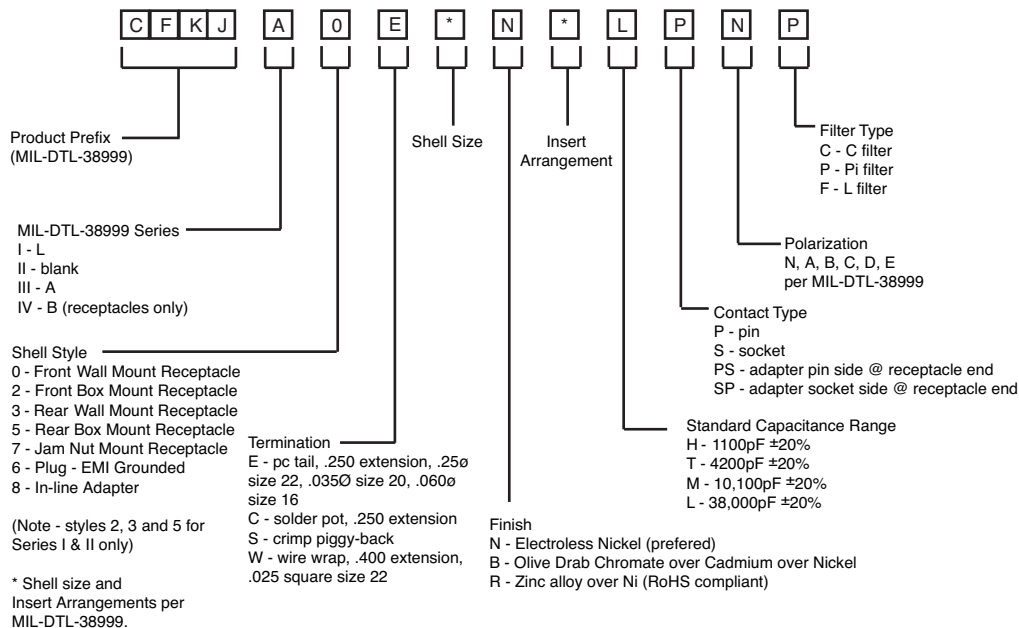 C F K J A 0 E * N * L P N P
Product Prefix
(MIL-DTL-38999)
Shell Size
Insert
Arrangement
Filter Type
C - C filter
P - Pi filter
F - L filter
MIL-DTL-38999 Series
I - L
II - blank
III - A
IV - B (receptacles only)
Polarization
N, A, B, C, D, E
per MIL-DTL-38999
Contact Type
P - pin
S - socket
PS - adapter pin side @ receptacle end
SP - adapter socket side @ receptacle end
Shell Style
0 - Front Wall Mount Receptacle
2 - Front Box Mount Receptacle
3 - Rear Wall Mount Receptacle
5 - Rear Box Mount Receptacle
7 - Jam Nut Mount Receptacle
6 - Plug - EMI Grounded
8 - In-line Adapter
(Note - styles 2, 3 and 5 for
Series I & II only)
* Shell size and
Insert Arrangements per
MIL-DTL-38999.
Termination
E - pc tail, .250 extension, .25ø
size 22, .035Ø size 20, .060ø
size 16
C - solder pot, .250 extension
S - crimp piggy-back
W - wire wrap, .400 extension,
.025 square size 22
Standard Capacitance Range
H - 1100pF ±20%
T - 4200pF ±20%
M - 10,100pF ±20%
L - 38,000pF ±20%
Finish
N - Electroless Nickel (prefered)
B - Olive Drab Chromate over Cadmium over Nickel
R - Zinc alloy over Ni (RoHS compliant)